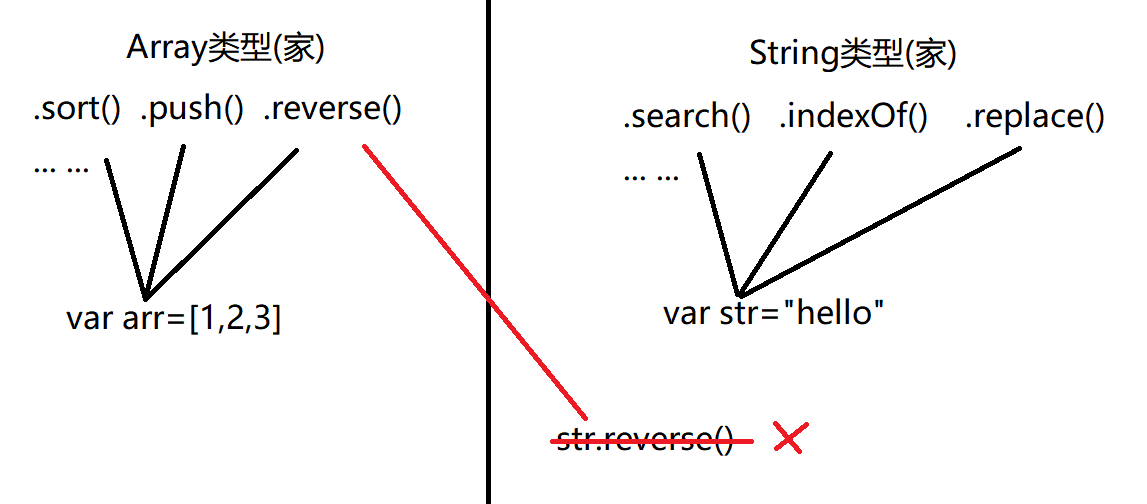 Array类型(家)
.sort() .push() .reverse()
... ...
var arr=[1,2,3]
String类型(家)
.search() .indexOf() .replace()
... ...
var str="hello"
str.reverse()